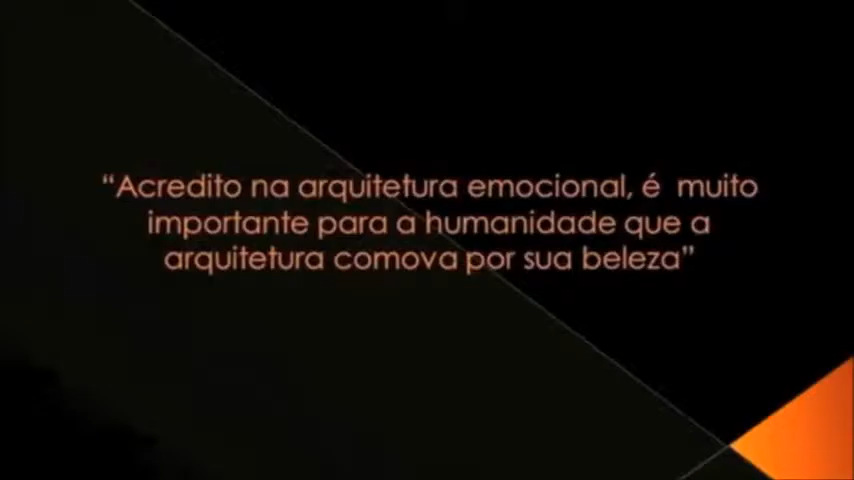 “Acredito na arquitetura emocional, é muito
importante para a humanidade que a
arquitetura comova por sua beleza”